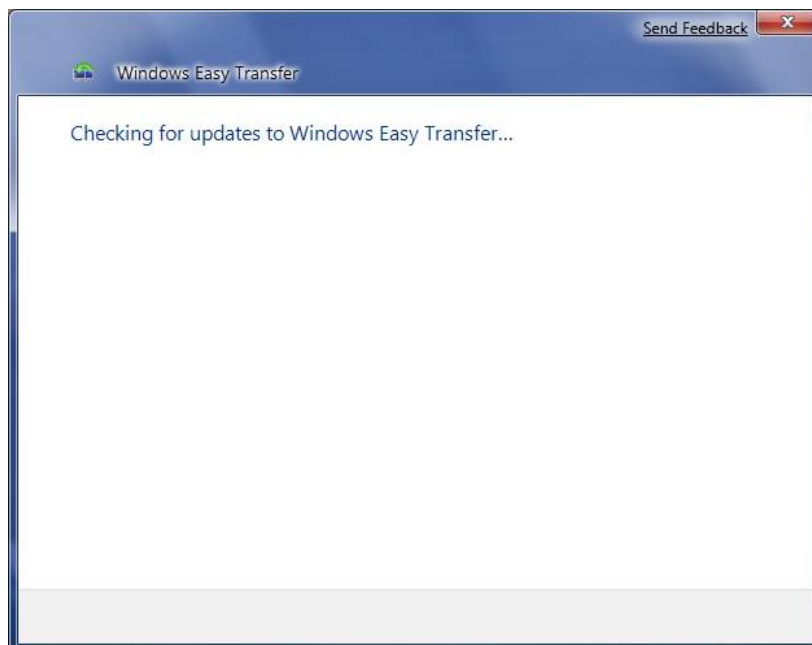 Send Feedback
Windows Easy Transfer
Checking for updates to Windows Easy Transfer...